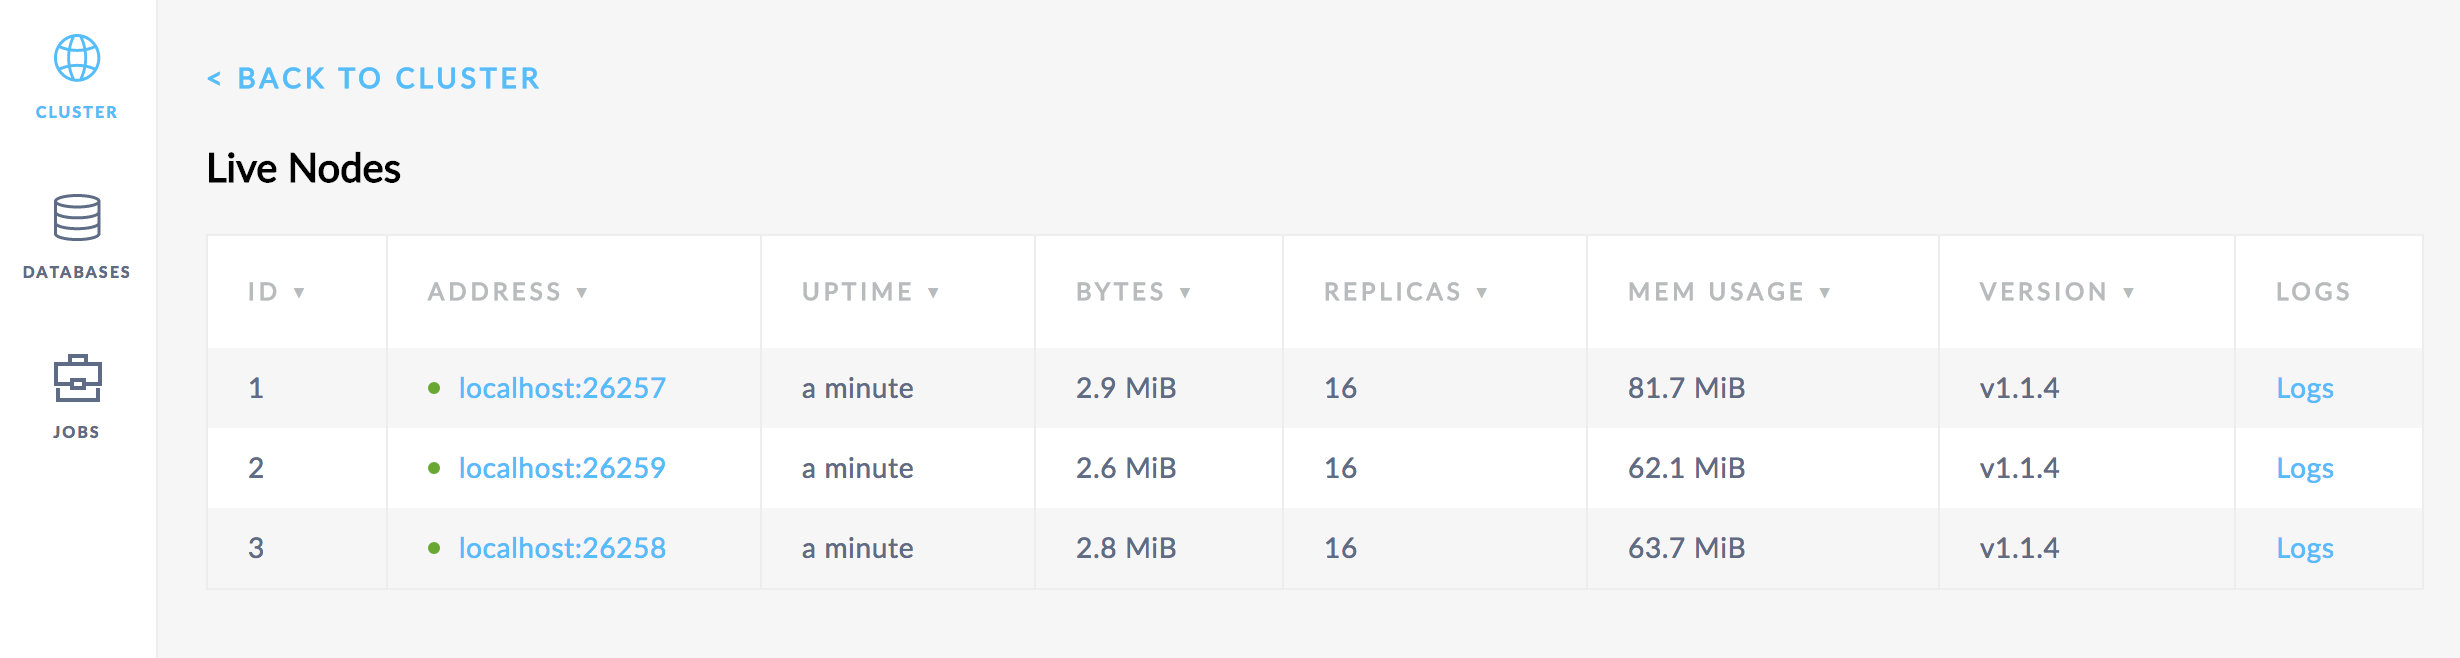 CLUSTER
DATABASES
JOBS
< BACK TO CLUSTER
Live Nodes
ID ▼ ADDRESS ▼ UPTIME ▼ BYTES ▼ REPLICAS ▼ MEM USAGE ▼ VERSION ▼ LOGS
1 localhost:26257 a minute 2.9 MiB 16 81.7 MiB v1.1.4 Logs
2 localhost:26259 a minute 2.6 MiB 16 62.1 MiB v1.1.4 Logs
3 localhost:26258 a minute 2.8 MiB 16 63.7 MiB v1.1.4 Logs